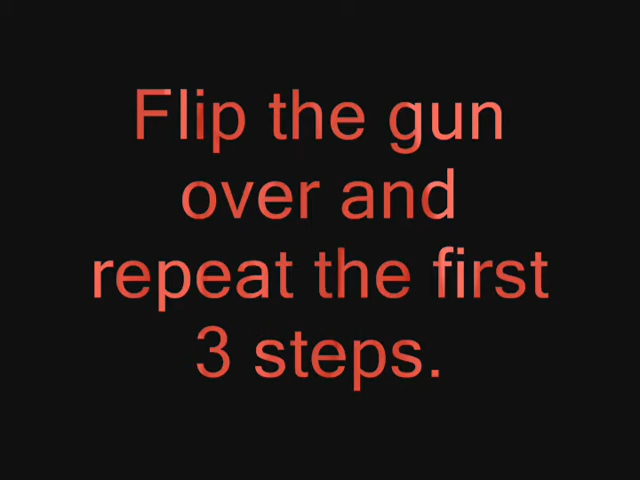 Flip the gun
over and
repeat the first
3 steps.